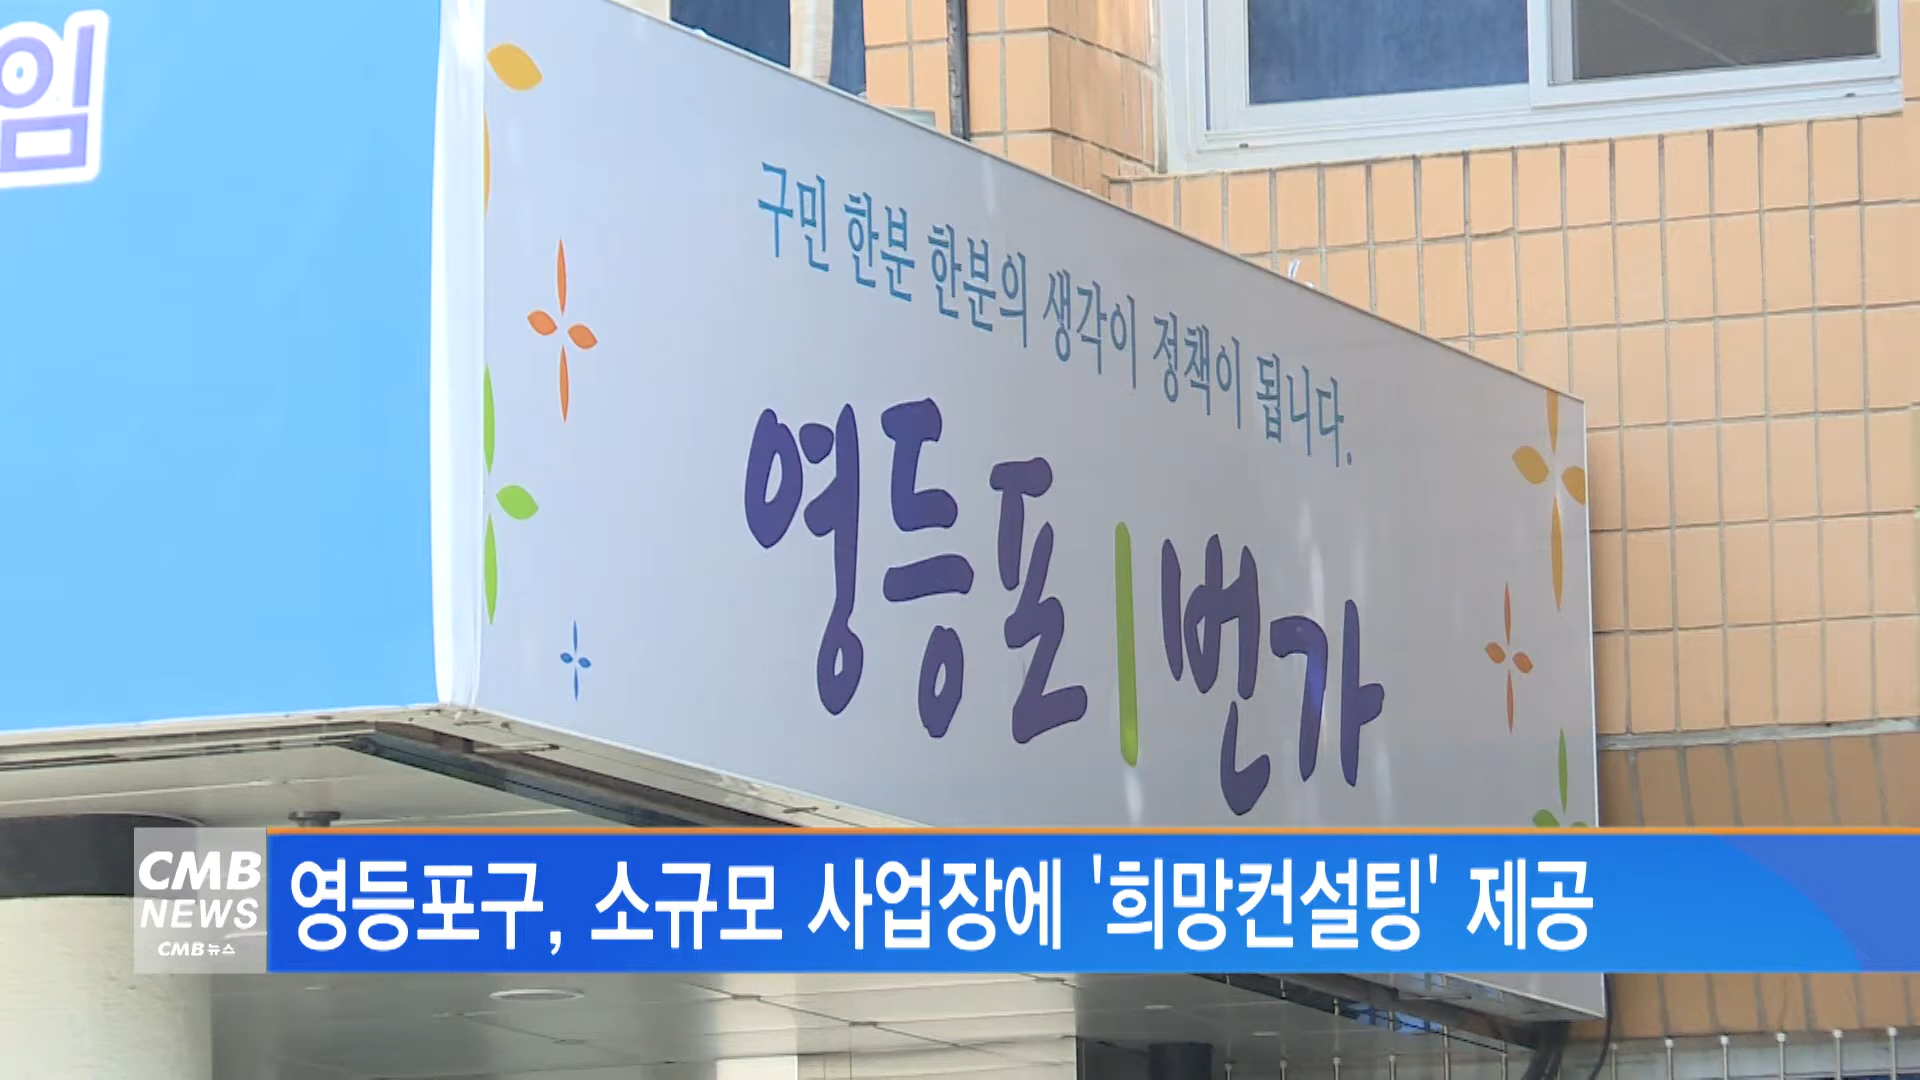 임
구민 한분 한분의 생각이 정책이 됩니다.
영등포1번가
CMB
NEWS
CMB뉴스
영등포구, 소규모 사업장에 '희망컨설팅' 제공